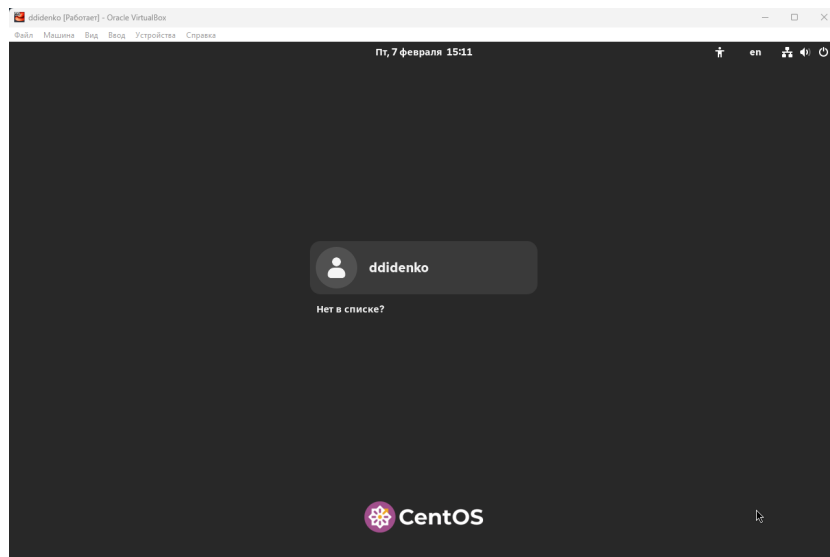 ddidenko [Работает] - Oracle VirtualBox
Файл Машина Вид Ввод Устройства Справка
Пт, 7 февраля 15:11
en
ddidenko
Нет в списке?
CentOS